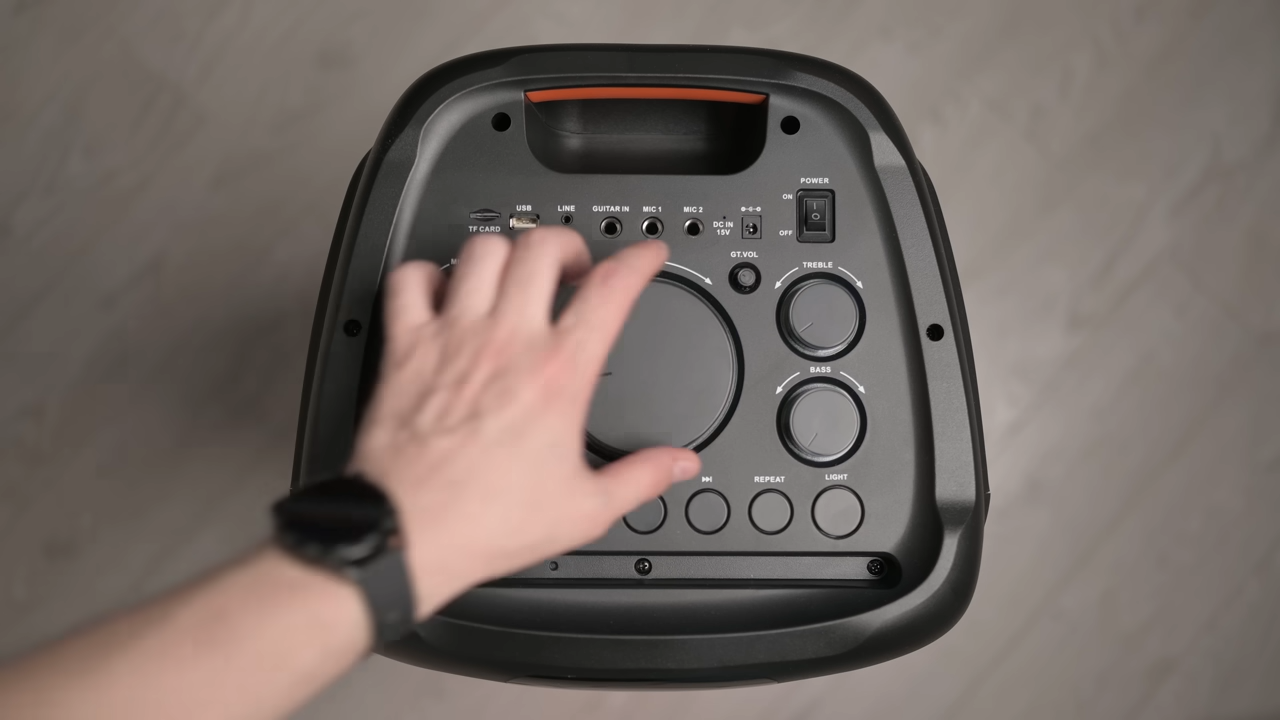 POWER
ON
OFF
USB
LINE
GUITAR IN
MIC 1
MIC 2
TF CARD
DC IN
15V
GT.VOL
TREBLE
BASS
REPEAT
LIGHT